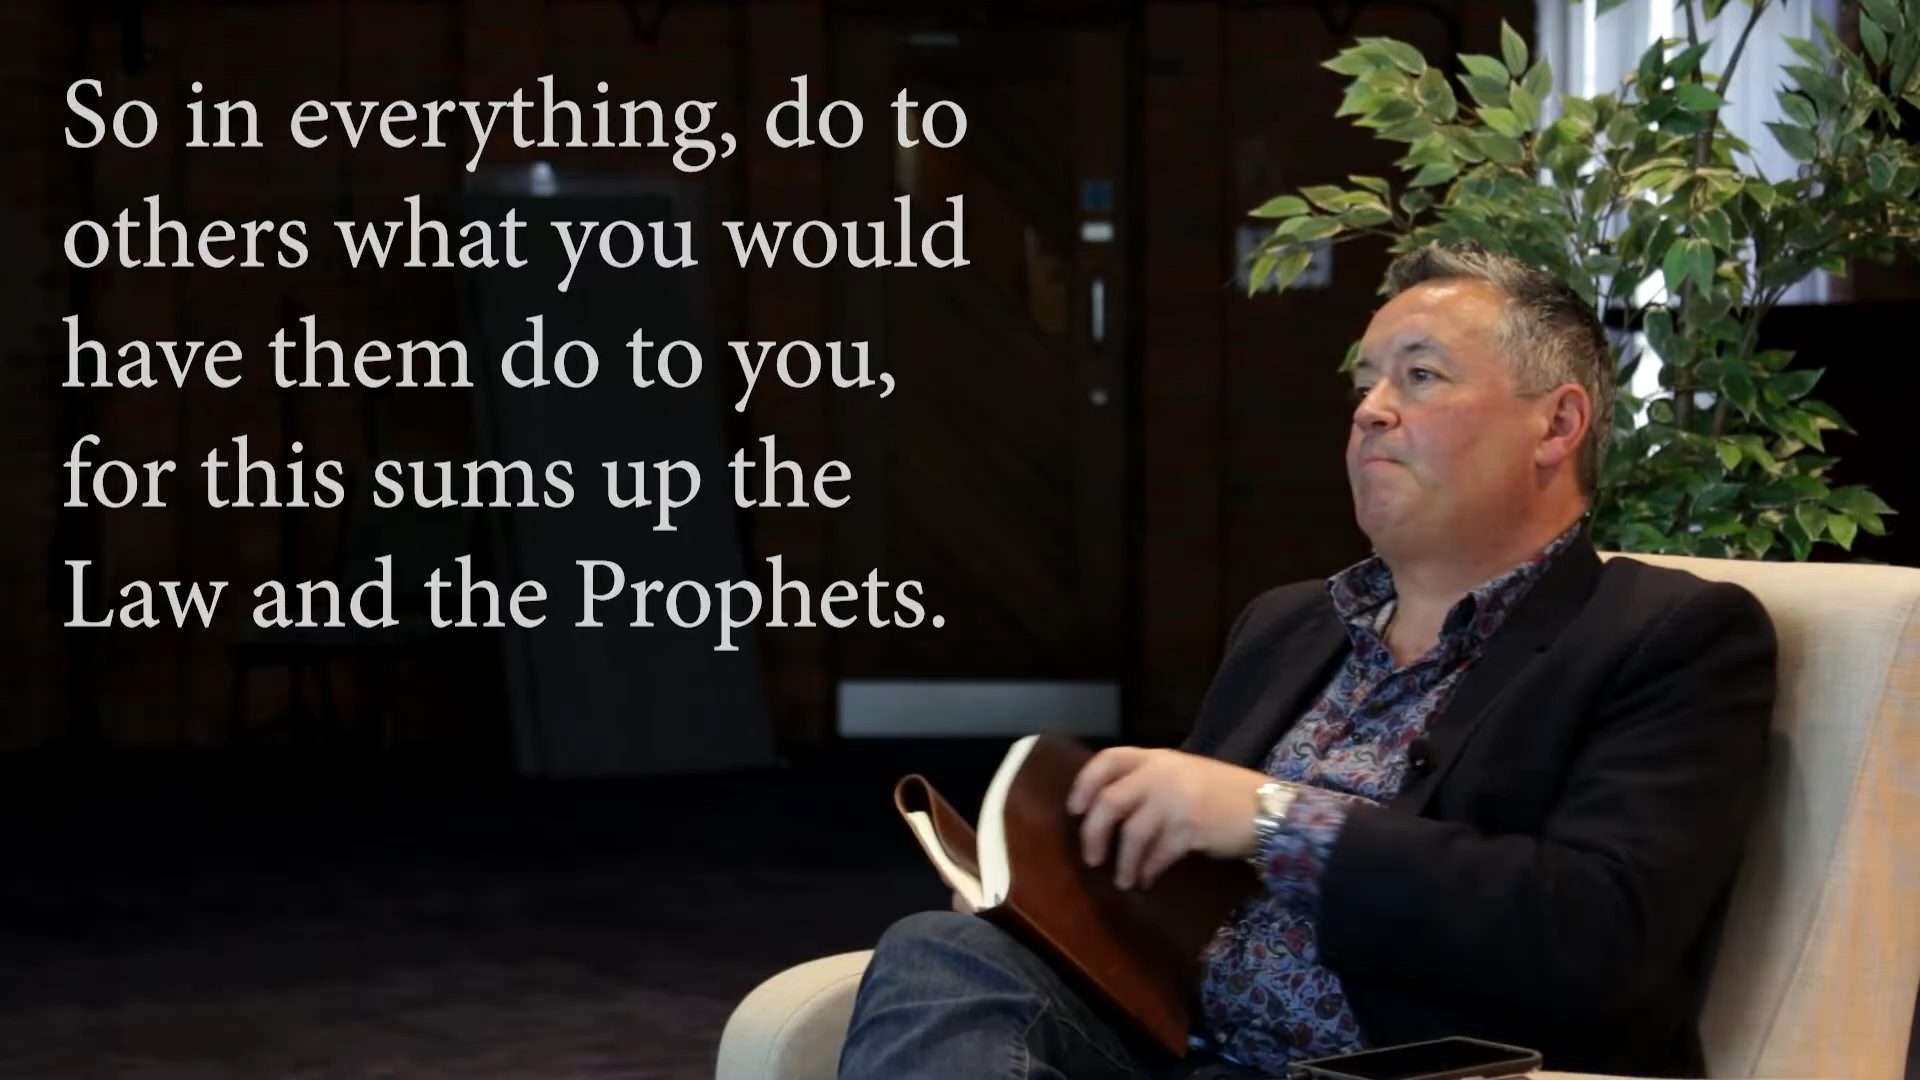 So in everything, do to
others what you would
have them do to you,
for this sums up the
Law and the Prophets.